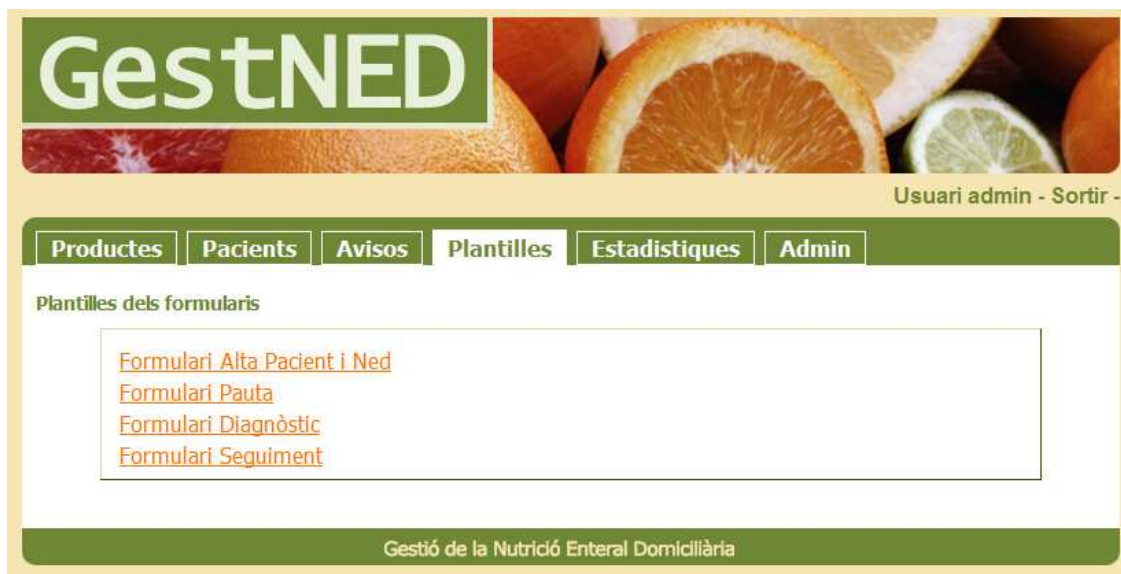 GestNED
Usuari admin - Sortir -
Productes Pacients Avisos Plantilles Estadistiques Admin
Plantilles dels formularis
Formulari Alta Pacient i Ned
Formulari Pauta
Formulari Diagnòstic
Formulari Seguiment
Gestió de la Nutrició Enteral Domiciliària